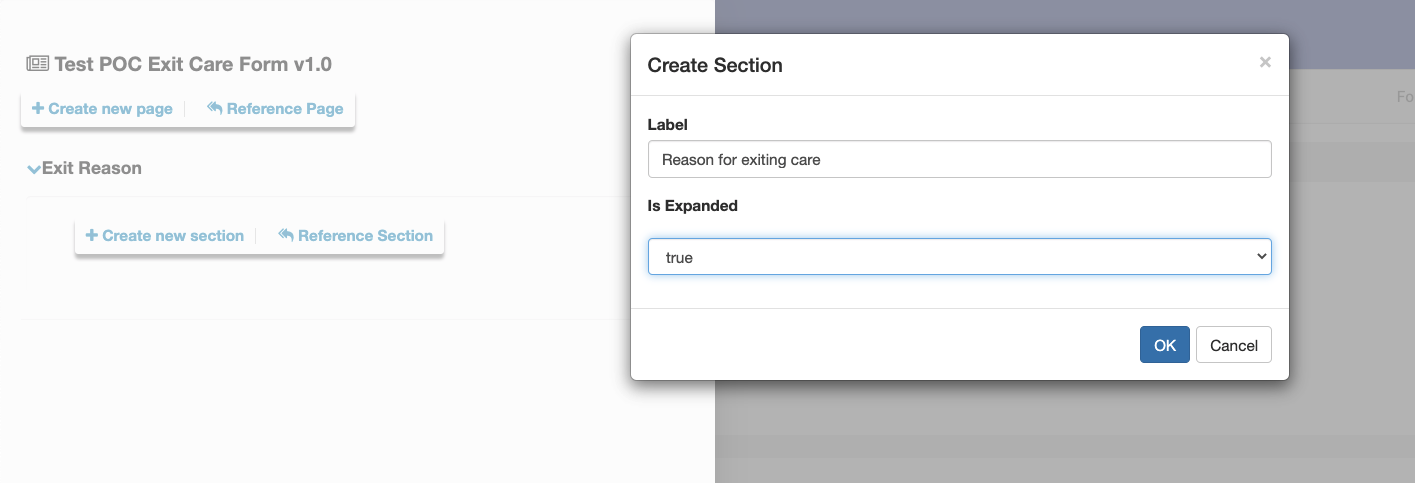 Test POC Exit Care Form v1.0
Create new page
Reference Page
Exit Reason
Create new section
Reference Section
Create Section
×
Label
Reason for exiting care
Is Expanded
true
OK
Cancel
Fo